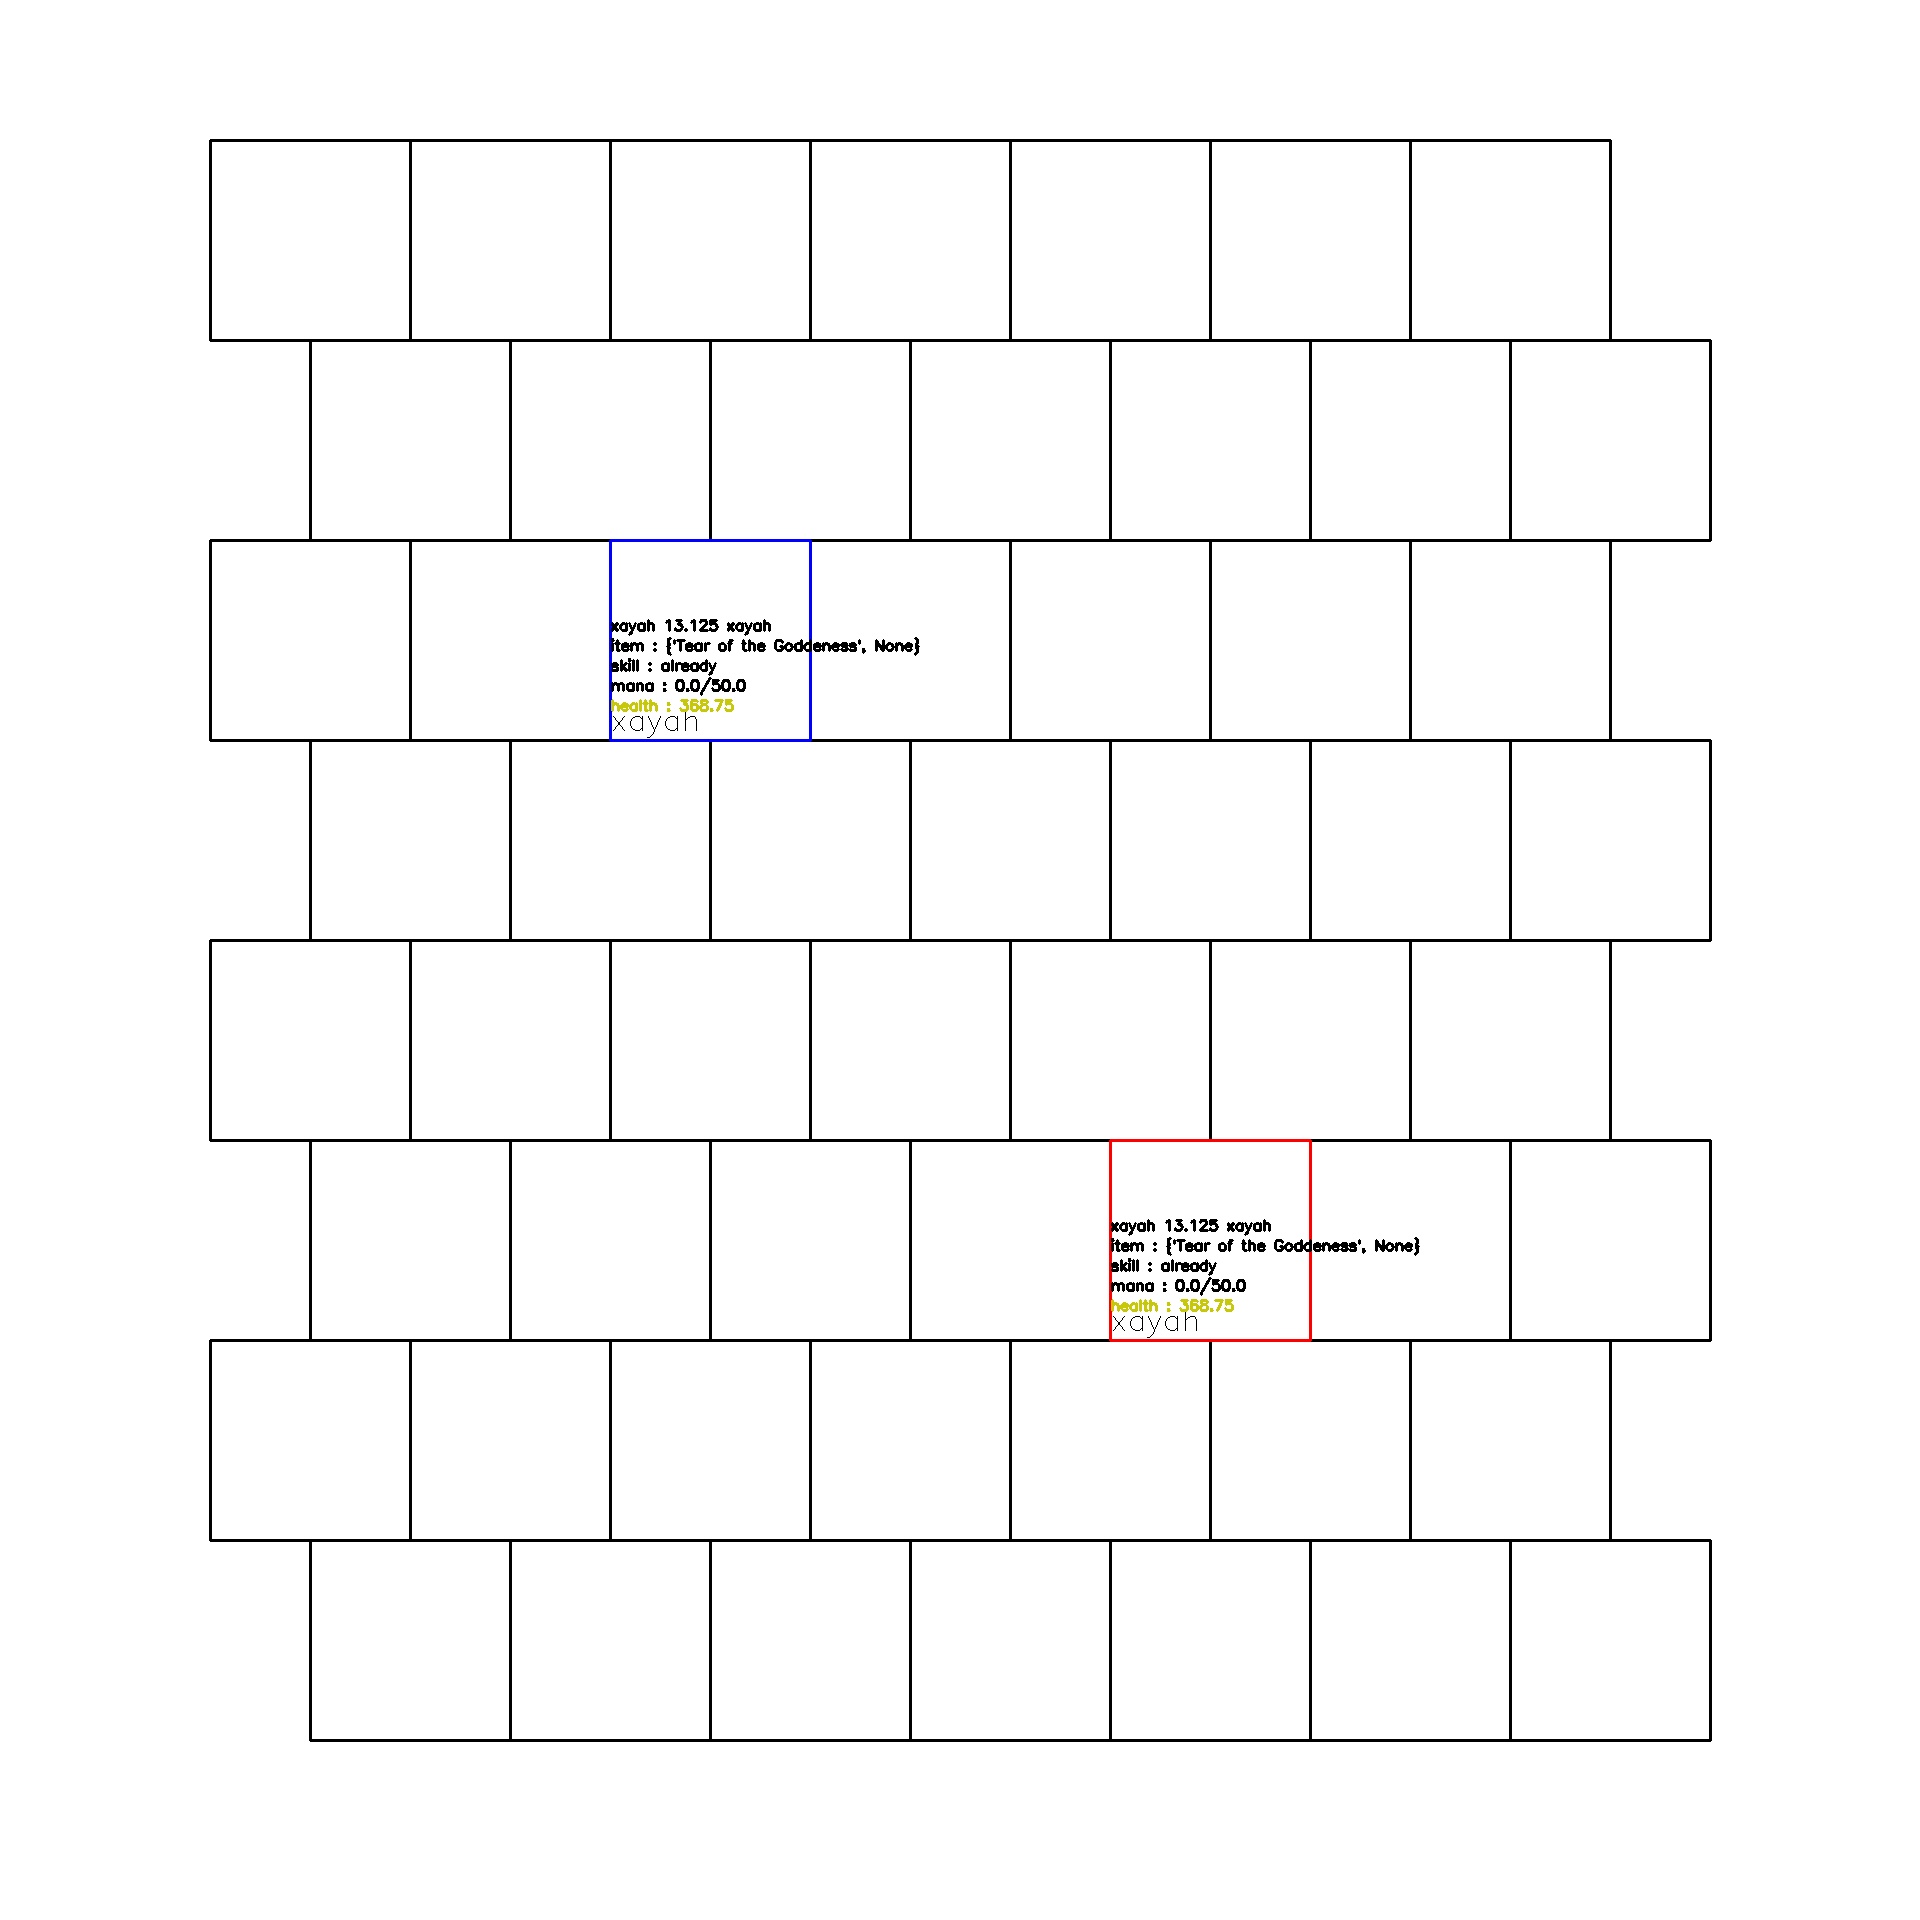 xayah 13.125 xayah
item : {'Tear of the Goddeness', None}
skill : already
mana : 0.0/50.0
health : 368.75
xayah
xayah 13.125 xayah
item : {'Tear of the Goddeness', None}
skill : already
mana : 0.0/50.0
health : 368.75
xayah